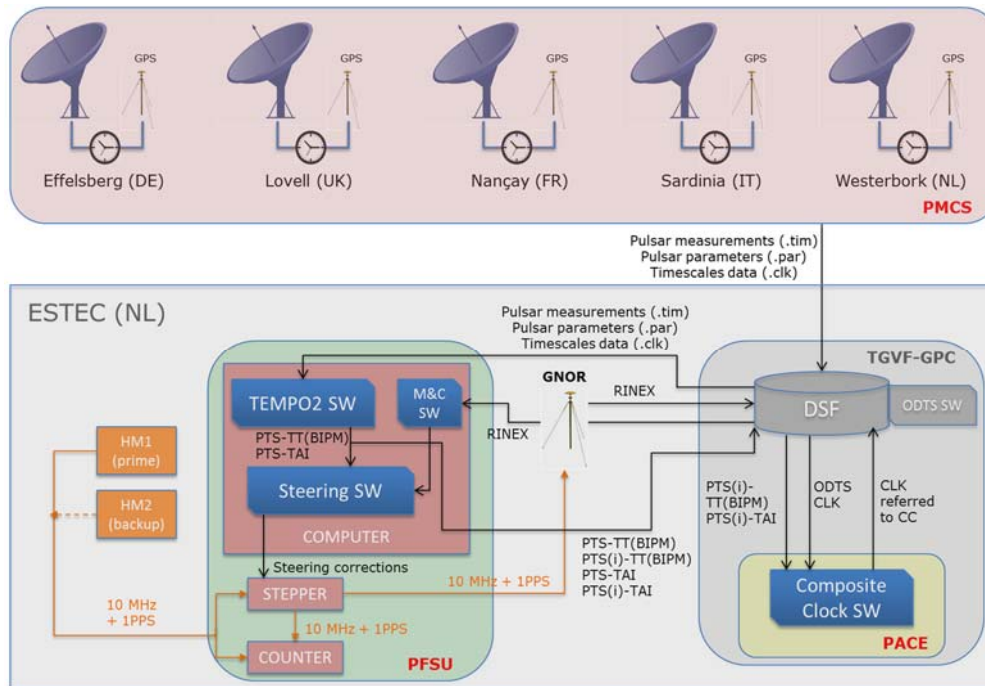 GPS
GPS
GPS
GPS
GPS
Effelsberg (DE)
Lovell (UK)
Nançay (FR)
Sardinia (IT)
Westerbork (NL)
PMCS
Pulsar measurements (.tim)
Pulsar parameters (.par)
Timescales data (.clk)
ESTEC (NL)
Pulsar measurements (.tim)
Pulsar parameters (.par)
Timescales data (.clk)
TGVF-GPC
TEMPO2 SW
M&C
SW
GNOR
RINEX
RINEX
DSF
ODTS SW
HM1
(prime)
HM2
(backup)
PTS-TT(BIPM)
PTS-TAI
Steering SW
COMPUTER
Steering corrections
PTS-TT(BIPM)
PTS(i)-TT(BIPM)
PTS-TAI
PTS(i)-TAI
PTS(i)-
TT(BIPM)
PTS(i)-TAI
ODTS
CLK
CLK
referred
to CC
10 MHz
+ 1PPS
STEPPER
10 MHz + 1PPS
10 MHz + 1PPS
COUNTER
PFSU
Composite
Clock SW
PACE